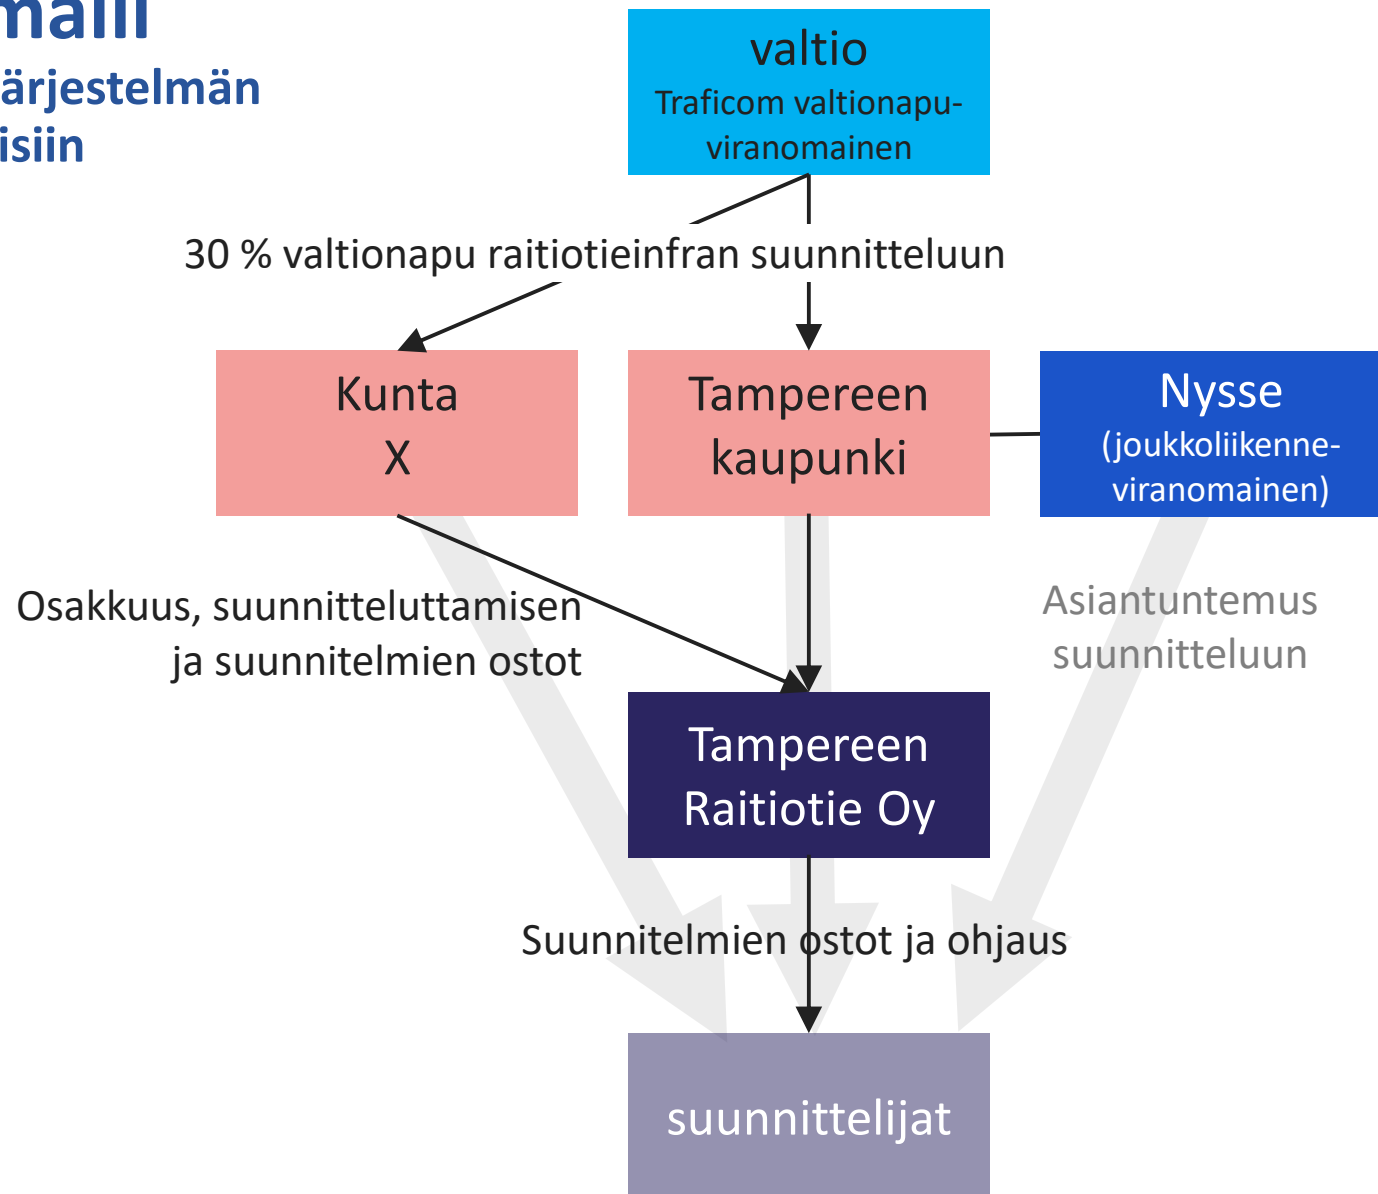 malli
ärjestelmän
isiin
valtio
Traficom valtionapu-
viranomainen
30 % valtionapu raitiotieinfran suunnitteluun
Kunta
X
Tampereen
kaupunki
Nysse
(joukkoliikenne-
viranomainen)
Osakkuus, suunnitteluttamisen
ja suunnitelmien ostot
Asiantuntemus
suunnitteluun
Tampereen
Raitiotie Oy
Suunnitelmien ostot ja ohjaus
suunnittelijat